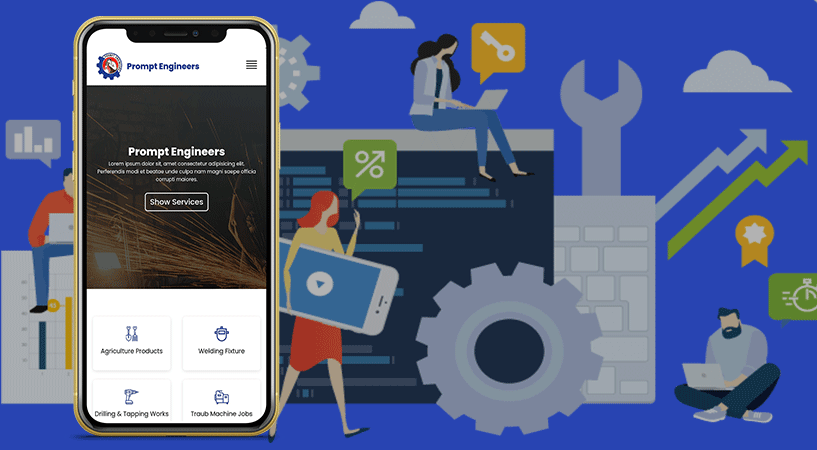 Prompt Engineers
Prompt Engineers
Lorem ipsum dolor sit, amet consectetur adipisicing elit.
Perferendis modi et beatae unde culpa nam magni saepe officia
corrupti maiores.
Show Services
Agriculture Products
Welding Fixture
Drilling & Tapping Works
Traub Machine Jobs